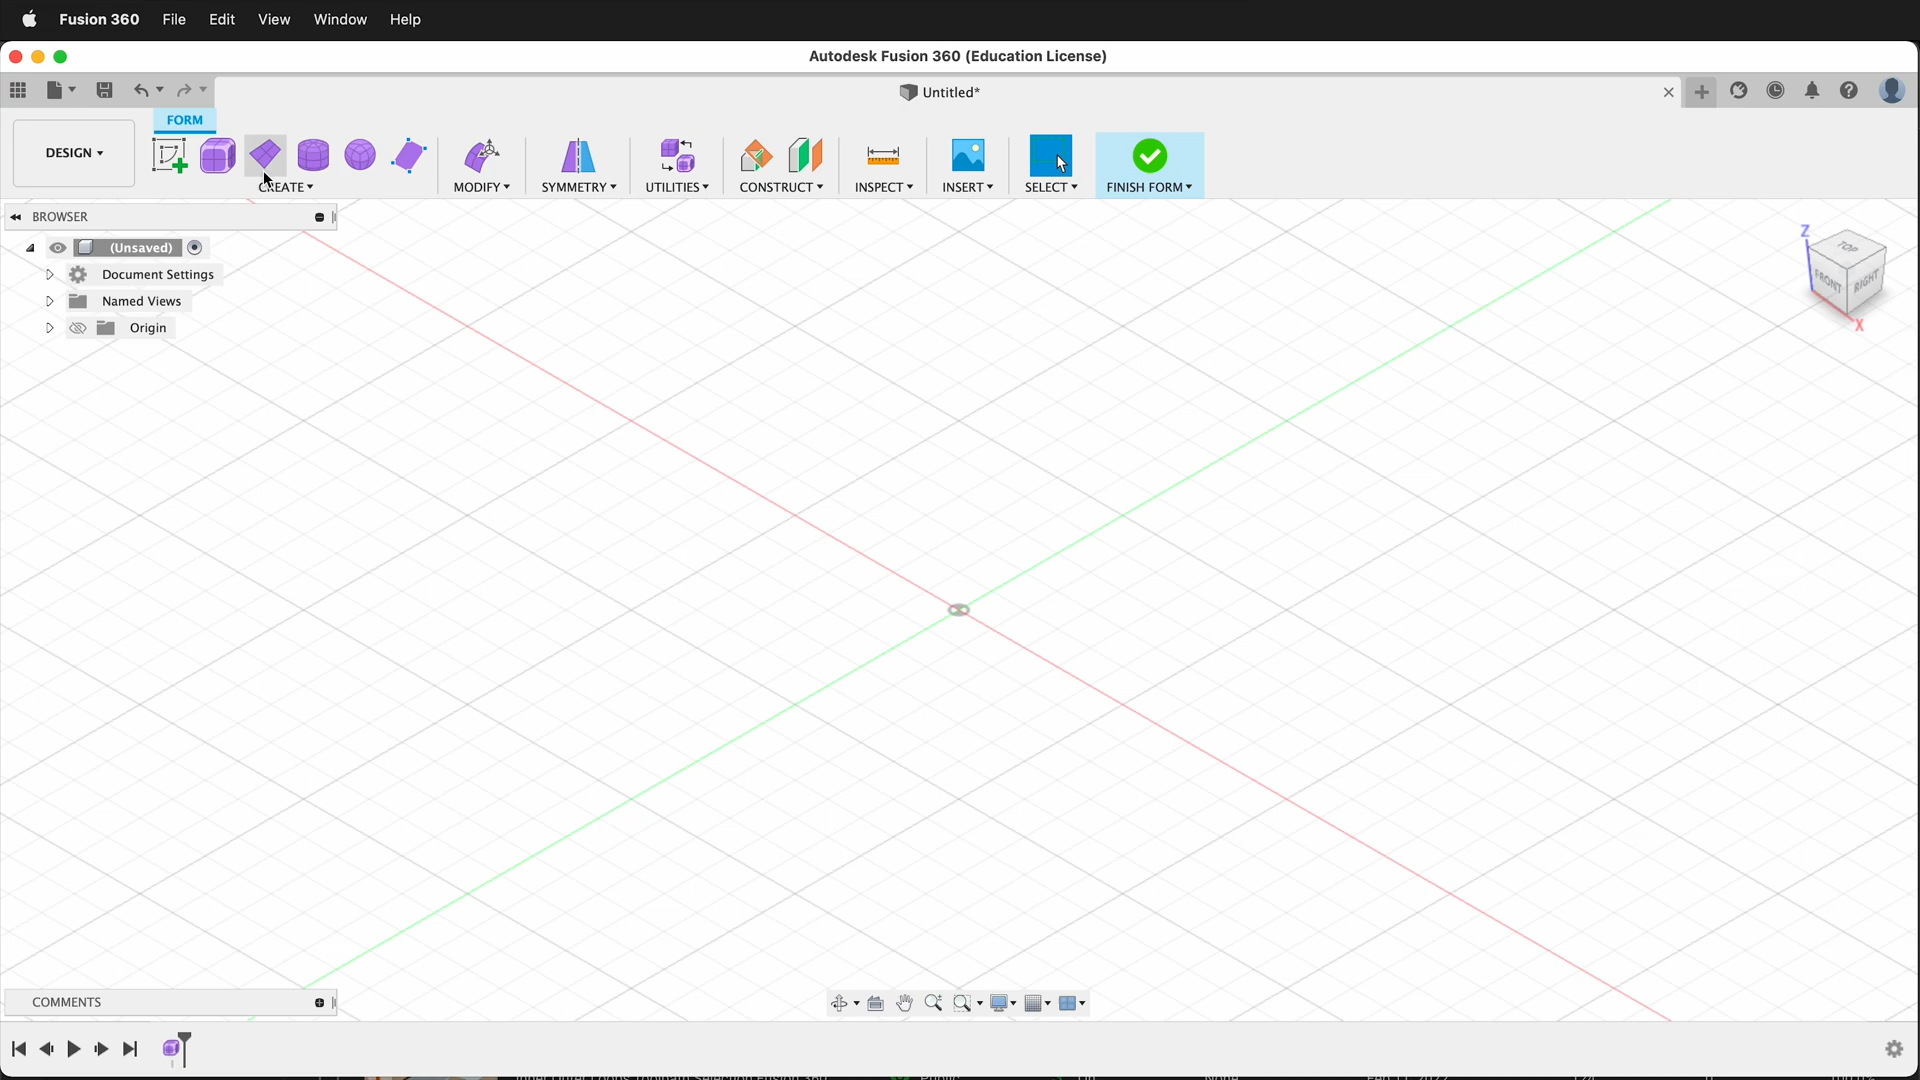 Fusion 360 File Edit View Window Help
Autodesk Fusion 360 (Education License)
Untitled*
FORM
DESIGN
CREATE MODIFY SYMMETRY UTILITIES CONSTRUCT INSPECT INSERT SELECT FINISH FORM
BROWSER
(Unsaved)
Document Settings
Named Views
Origin
Z
TOP
FRONT RIGHT
X
COMMENTS